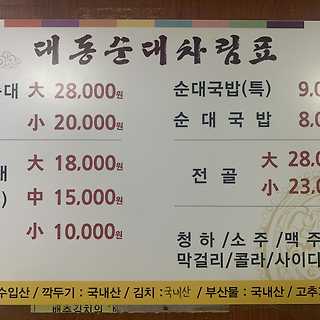 대동순대차림표
대 大 28,000원
小 20,000원
大 18,000원
) 中 15,000원
小 10,000원
순대국밥(특) 9,0
순대국밥 8,0
전골 大 28,0
小 23,0
청하/소주/맥주
막걸리/콜라/사이다
수입산 / 깍두기 : 국내산 / 김치 : 국내산 / 부산물 : 국내산 / 고추
배추김치의